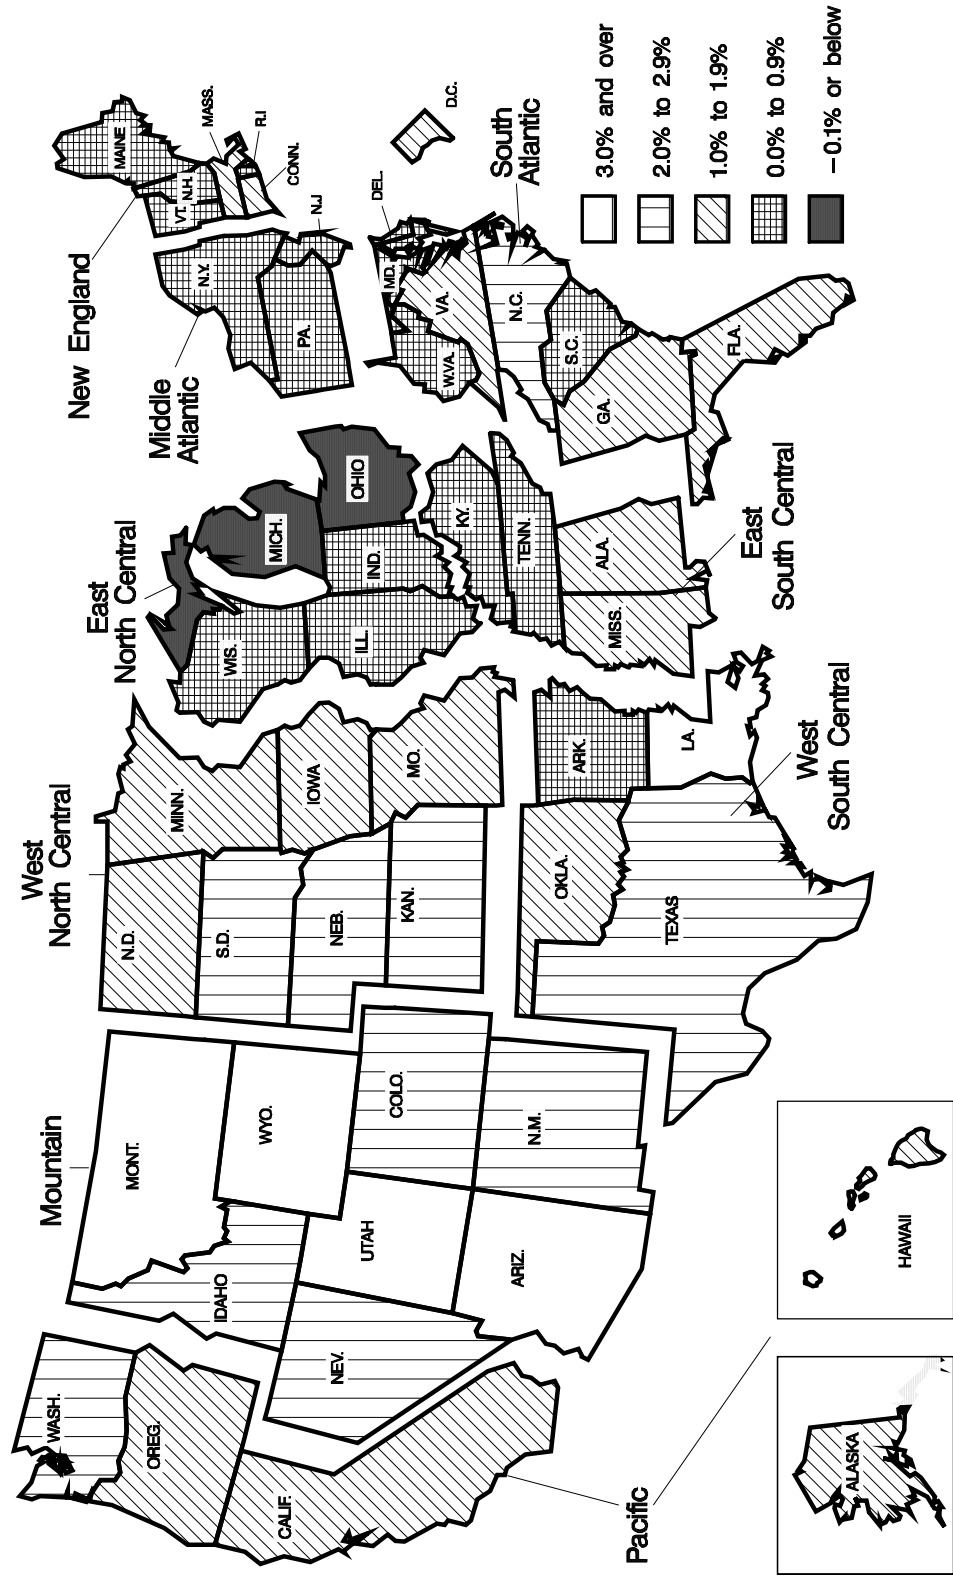 Pacific
Mountain
West
North Central
East
North Central
Middle
Atlantic
New England
South
Atlantic
East
South Central
West
South Central
WASH.
OREG.
CALIF.
NEV.
IDAHO
MONT.
WYO.
UTAH
ARIZ.
COLO.
N.M.
N.D.
S.D.
NEB.
KAN.
MINN.
IOWA
MO.
OKLA.
TEXAS
ARK.
LA.
WIS.
MICH.
ILL.
IND.
OHIO
KY.
TENN.
MISS.
ALA.
N.Y.
PA.
N.J
MAINE
VT.
N.H.
MASS.
R.I
CONN.
DEL.
MD.
D.C.
VA.
W.VA.
N.C.
S.C.
GA.
FLA.
ALASKA
HAWAII
3.0% and over
2.0% to 2.9%
1.0% to 1.9%
0.0% to 0.9%
−0.1% or below